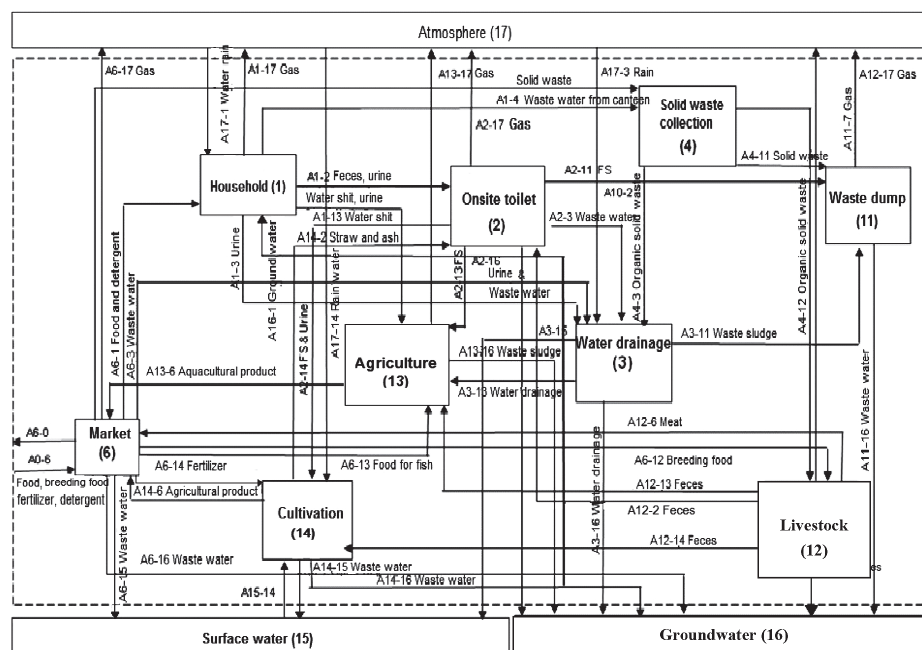 Atmosphere (17)
A6-17 Gas
A17-1 Water rain
A1-17 Gas
A13-17 Gas
A2-17 Gas
A17-3 Rain
A11-7 Gas
A12-17 Gas
Solid waste
A1-4 Waste water from canteen
Solid waste
collection
(4)
A4-11 Solid waste
Household (1)
A1-2 Feces, urine
Water shit, urine
A1-13 Water shit
A14-2 Straw and ash
Onsite toilet
(2)
A2-11 FS
A10-2
A2-3 Waste water
Waste dump
(11)
A4-12 Organic solid waste
A4-3 Organic solid waste
A6-1 Food and detergent
A6-3 Waste water
A1-3 Urine
A16-1 Ground water
A2-14 FS & Urine
A17-14 Rain water
A2-13FS
A2-16
Urine &
Waste water
A3-15
Agriculture
(13)
A13-16 Waste sludge
Water drainage
(3)
A3-11 Waste sludge
A13-6 Aquacultural product
A3-13 Water drainage
A11-16 Waste water
Market
(6)
A6-0
A0-6
Food, breeding food
fertilizer, detergent
A12-6 Meat
A6-14 Fertilizer
A6-13 Food for fish
A6-12 Breeding food
A14-6 Agricultural product
A12-13 Feces
A12-2 Feces
A3-16 Water drainage
Cultivation
(14)
Livestock
(12)
A12-14 Feces
A6-15 Waste water
A6-16 Waste water
A14-15 Waste water
A14-16 Waste water
es
A15-14
Surface water (15)
Groundwater (16)